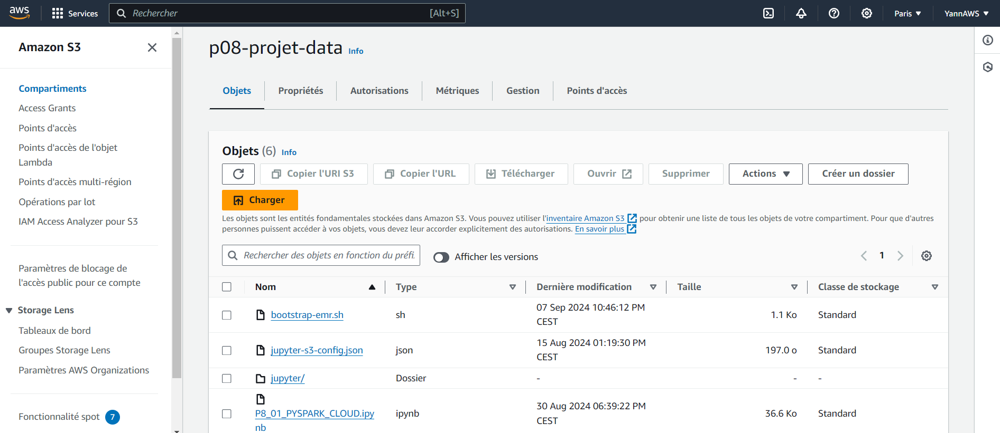 aws
Services
Rechercher
[Alt+S]
Paris
YannAWS
Amazon S3
Compartiments
Access Grants
Points d'accès
Points d'accès de l'objet
Lambda
Points d'accès multi-région
Opérations par lot
IAM Access Analyzer pour S3
Paramètres de blocage de
l'accès public pour ce compte
Storage Lens
Tableaux de bord
Groupes Storage Lens
Paramètres AWS Organizations
Fonctionnalité spot 7
p08-projet-data Info
Objets Propriétés Autorisations Métriques Gestion Points d'accès
Objets (6) Info
Copier l'URI S3 Copier l'URL Télécharger Ouvrir Supprimer Actions Créer un dossier
Charger
Les objets sont les entités fondamentales stockées dans Amazon S3. Vous pouvez utiliser l'inventaire Amazon S3 pour obtenir une liste de tous les objets de votre compartiment. Pour que d'autres
personnes puissent accéder à vos objets, vous devez leur accorder explicitement des autorisations. En savoir plus
Rechercher des objets en fonction du préfi.
Afficher les versions
1
Nom Type Dernière modification Taille Classe de stockage
bootstrap-emr.sh sh 07 Sep 2024 10:46:12 PM 1.1 Ko Standard
CEST
jupyter-s3-config.json json 15 Aug 2024 01:19:30 PM 197.0 o Standard
CEST
jupyter/ Dossier - - -
P8_01_PYSPARK_CLOUD.ipy ipynb 30 Aug 2024 06:39:22 PM 36.6 Ko Standard
nb CEST